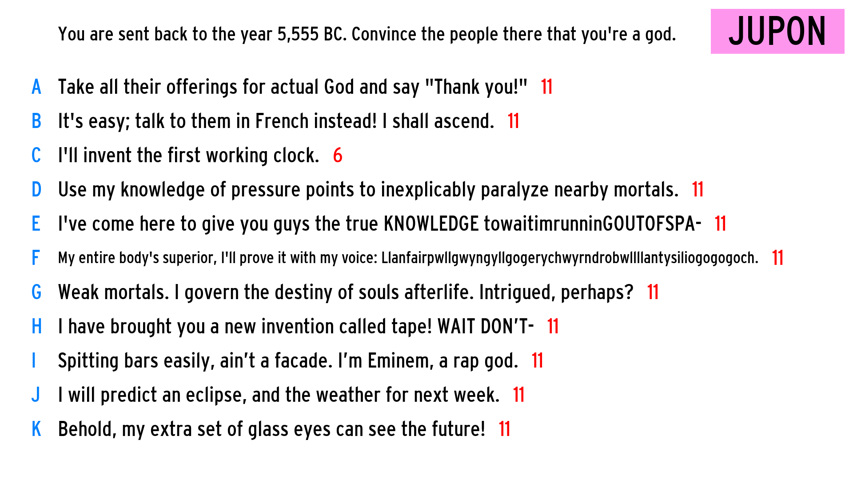 You are sent back to the year 5,555 BC. Convince the people there that you're a god.
JUPON
A Take all their offerings for actual God and say "Thank you!" 11
B It's easy; talk to them in French instead! I shall ascend. 11
C I'll invent the first working clock. 6
D Use my knowledge of pressure points to inexplicably paralyze nearby mortals. 11
E I've come here to give you guys the true KNOWLEDGE towaitimrunninGOUTOFSPA- 11
F My entire body's superior, I'll prove it with my voice: Llanfairpwllgwyngyllgogerychwyrndrobwllllantysiliogogogoch. 11
G Weak mortals. I govern the destiny of souls afterlife. Intrigued, perhaps? 11
H I have brought you a new invention called tape! WAIT DON’T- 11
I Spitting bars easily, ain’t a facade. I’m Eminem, a rap god. 11
J I will predict an eclipse, and the weather for next week. 11
K Behold, my extra set of glass eyes can see the future! 11